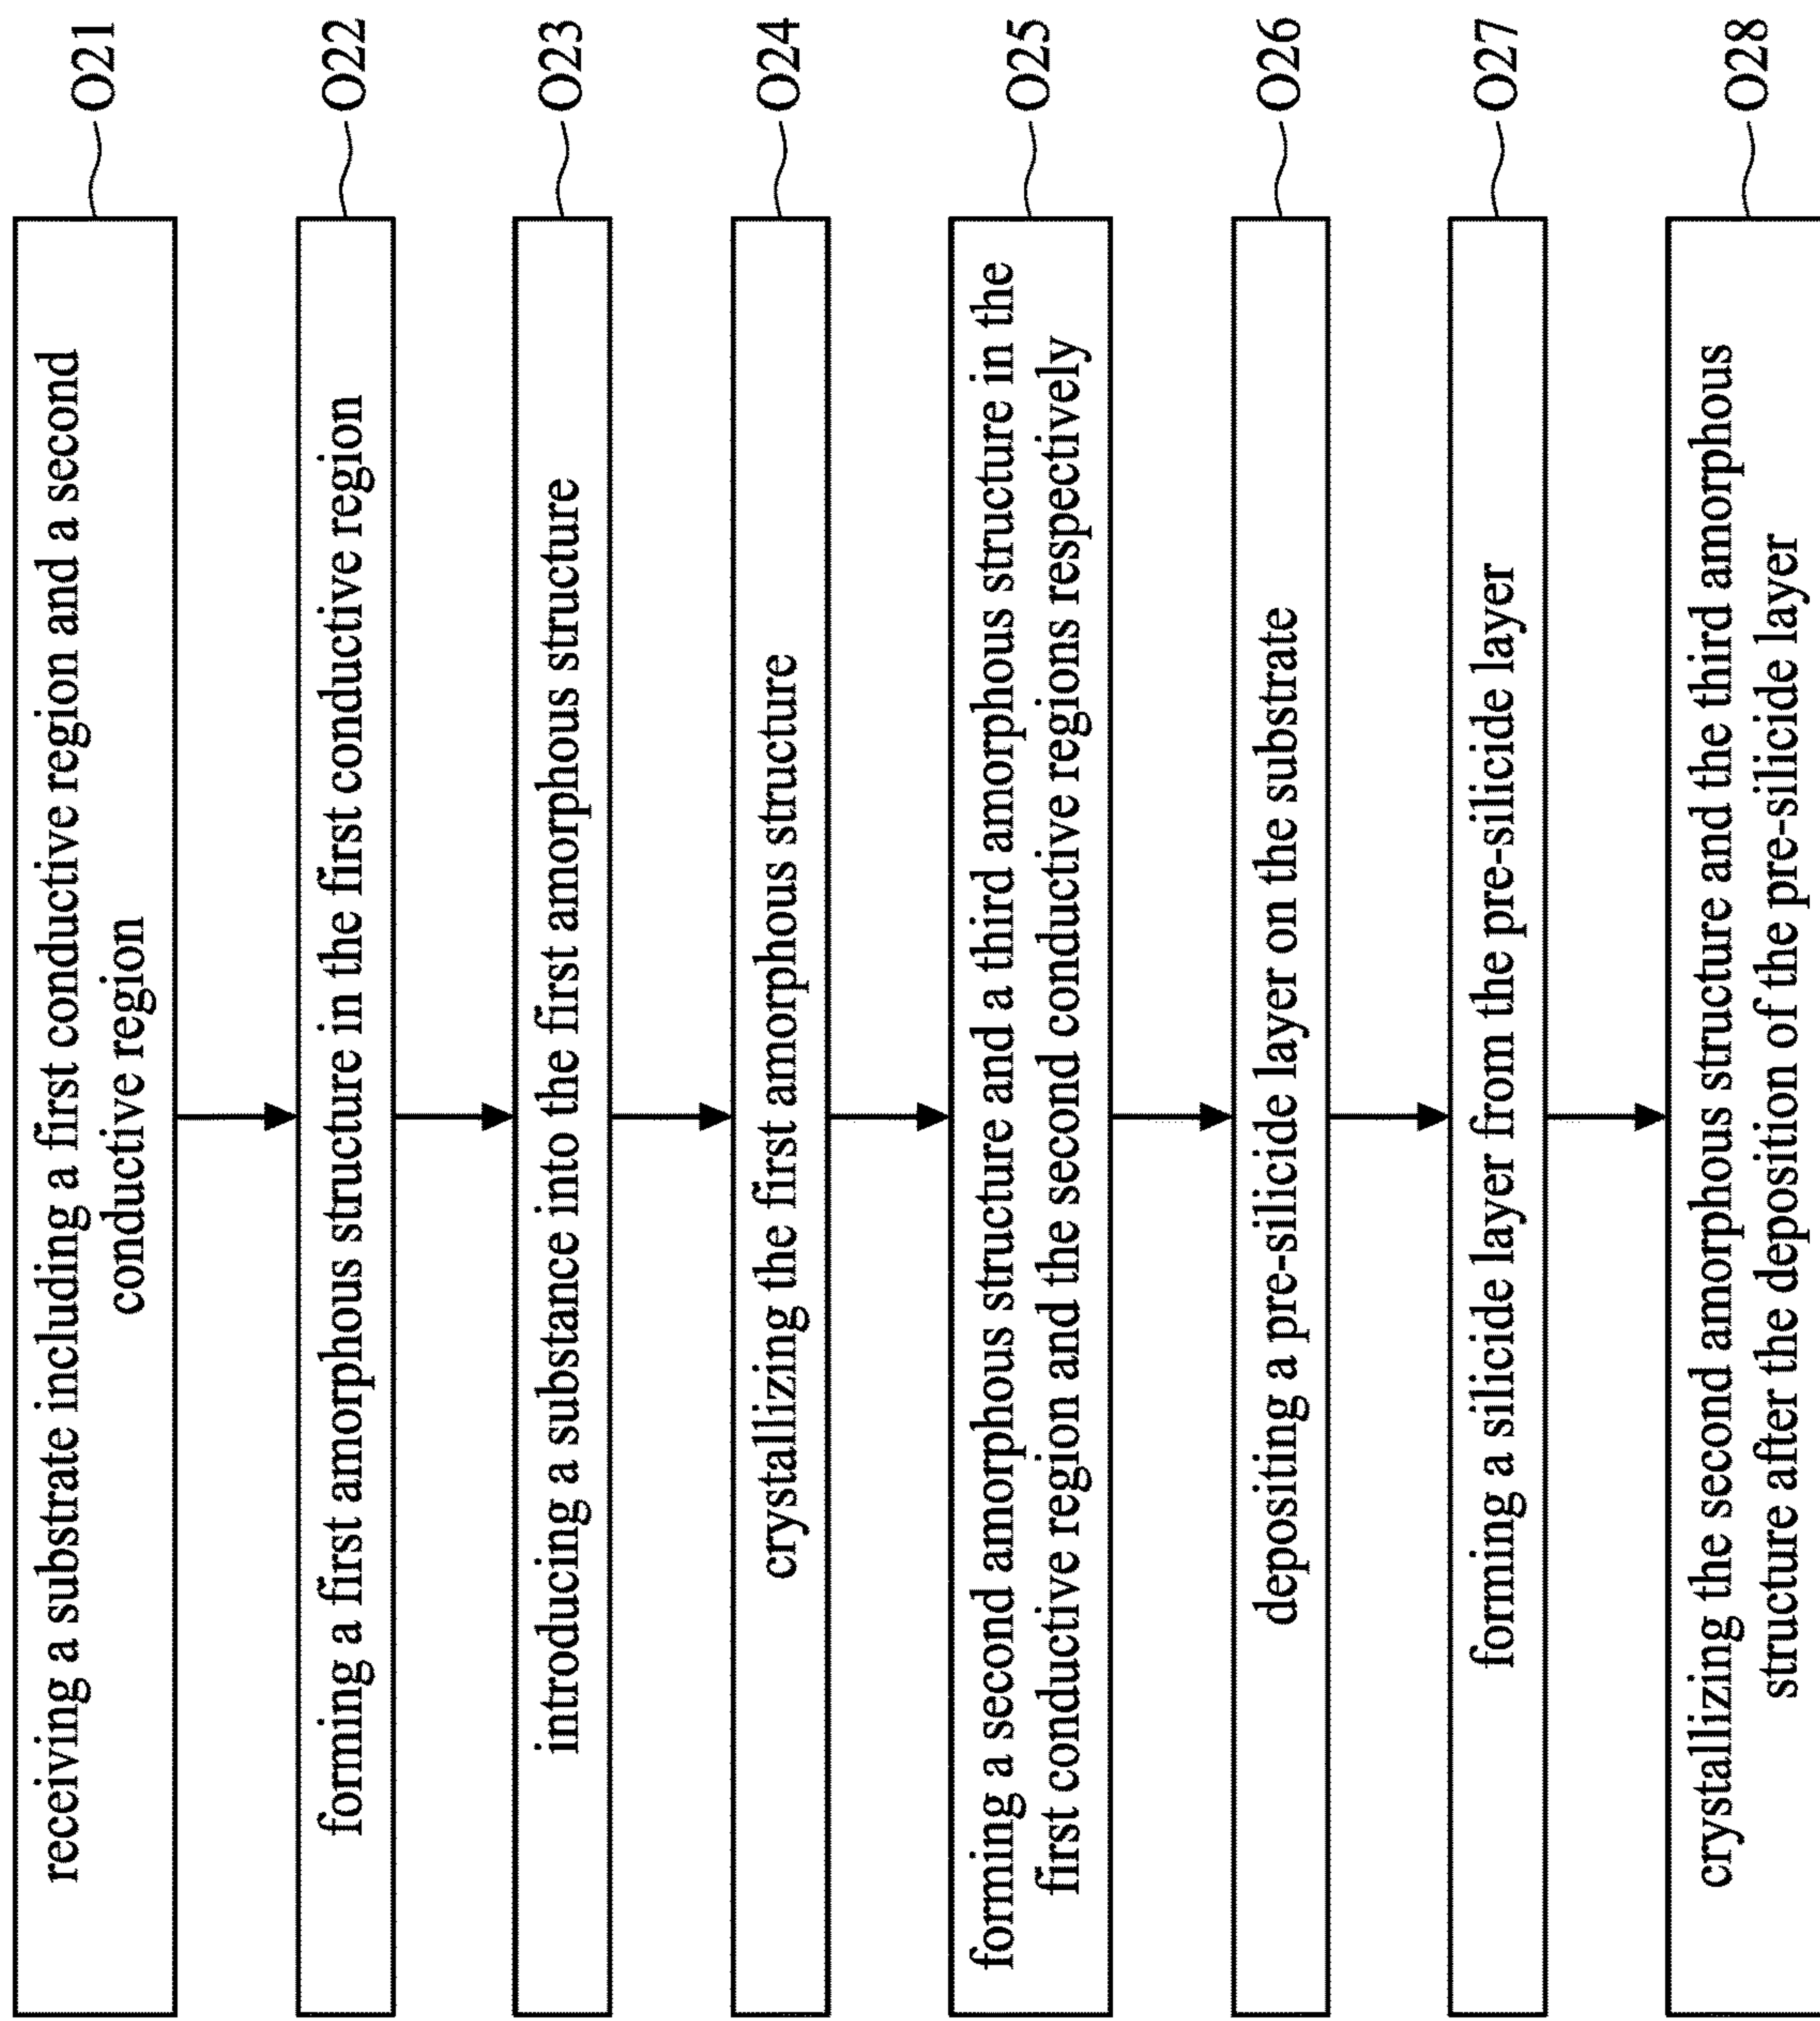 receiving a substrate including a first conductive region and a second
conductive region
O21
forming a first amorphous structure in the first conductive region
O22
introducing a substance into the first amorphous structure
O23
crystallizing the first amorphous structure
O24
forming a second amorphous structure and a third amorphous structure in the
first conductive region and the second conductive regions respectively
O25
depositing a pre-silicide layer on the substrate
O26
forming a silicide layer from the pre-silicide layer
O27
crystallizing the second amorphous structure and the third amorphous
structure after the deposition of the pre-silicide layer
O28